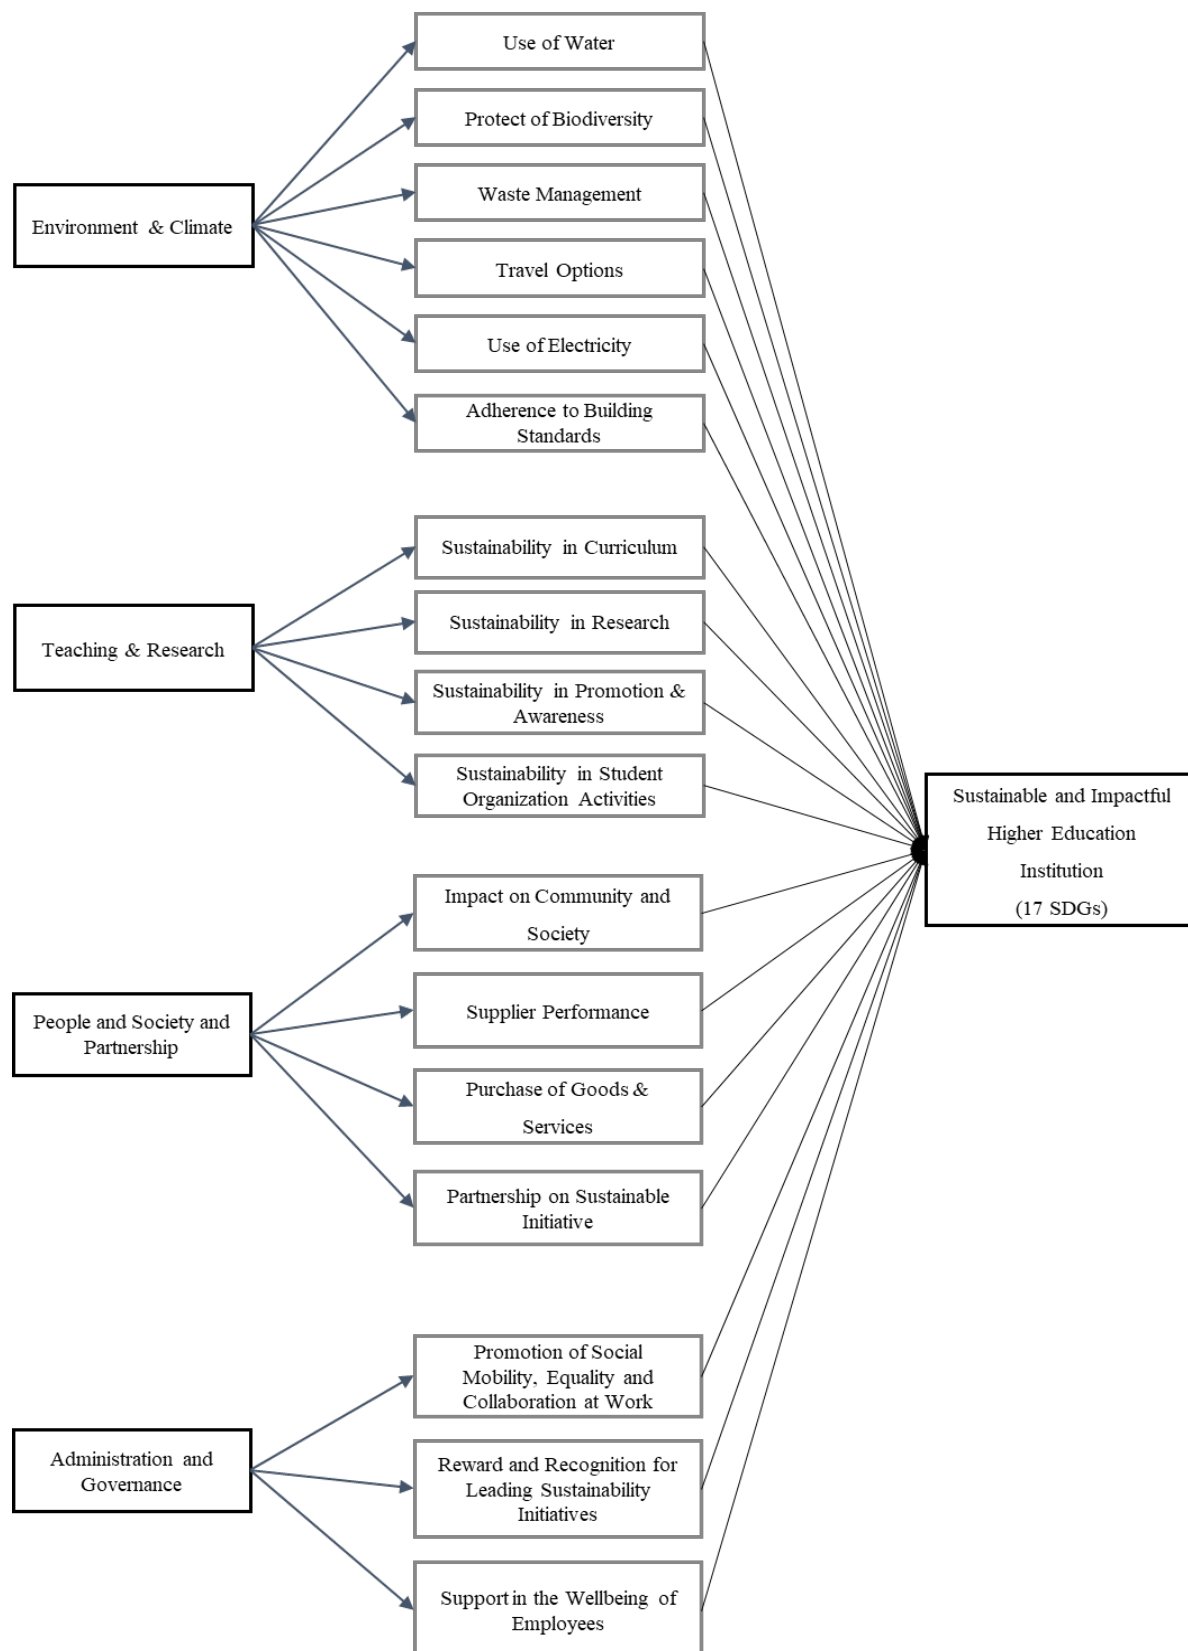 Use of Water
Protect of Biodiversity
Waste Management
Environment & Climate
Travel Options
Use of Electricity
Adherence to Building
Standards
Sustainability in Curriculum
Sustainability in Research
Teaching & Research
Sustainability in Promotion &
Awareness
Sustainability in Student
Organization Activities
Sustainable and Impactful
Higher Education
Institution
(17 SDGs)
Impact on Community and
Society
Supplier Performance
People and Society and
Partnership
Purchase of Goods &
Services
Partnership on Sustainable
Initiative
Promotion of Social
Mobility, Equality and
Collaboration at Work
Administration and
Governance
Reward and Recognition for
Leading Sustainability
Initiatives
Support in the Wellbeing of
Employees